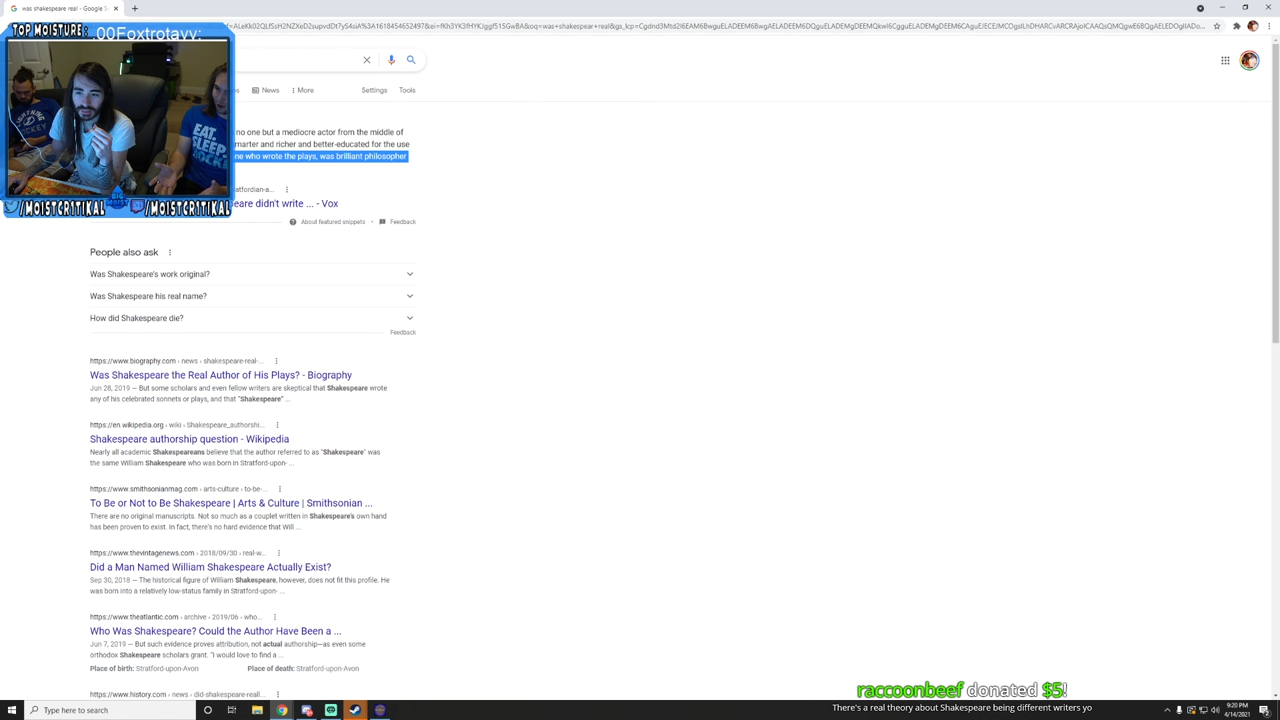 was shakespeare real - Google S
TOP MOISTURE: .00Foxtrotavv:
News
More
Settings
Tools
no one but a mediocre actor from the middle of
marter and richer and better-educated for the use
ne who wrote the plays, was brilliant philosopher
eare didn't write ... - Vox
About featured snippets
Feedback
EAT.
SLEEP
BIG
MOIST
/MOISTCR1TIKAL
/MOISTCR1TIKAL
People also ask
Was Shakespeare's work original?
Was Shakespeare his real name?
How did Shakespeare die?
Feedback
https://www.biography.com › news › shakespeare-real-...
Was Shakespeare the Real Author of His Plays? - Biography
Jun 28, 2019 — But some scholars and even fellow writers are skeptical that Shakespeare wrote
any of his celebrated sonnets or plays, and that "Shakespeare" ...
https://en.wikipedia.org › wiki › Shakespeare_authorshi...
Shakespeare authorship question - Wikipedia
Nearly all academic Shakespeareans believe that the author referred to as "Shakespeare" was
the same William Shakespeare who was born in Stratford-upon- ...
https://www.smithsonianmag.com › arts-culture › to-be-...
To Be or Not to Be Shakespeare | Arts & Culture | Smithsonian ...
There are no original manuscripts. Not so much as a couplet written in Shakespeare's own hand
has been proven to exist. In fact, there's no hard evidence that Will ...
https://www.thevintagenews.com › 2018/09/30 › real-w...
Did a Man Named William Shakespeare Actually Exist?
Sep 30, 2018 — The historical figure of William Shakespeare, however, does not fit this profile. He
was born into a relatively low-status family in Stratford-upon- ...
https://www.theatlantic.com › archive › 2019/06 › who...
Who Was Shakespeare? Could the Author Have Been a ...
Jun 7, 2019 — But such evidence proves attribution, not actual authorship—as even some
orthodox Shakespeare scholars grant. "I would love to find a ...
Place of birth: Stratford-upon-Avon
Place of death: Stratford-upon-Avon
https://www.history.com › news › did-shakespeare-reall...
raccoonbeef donated $5!
There's a real theory about Shakespeare being different writers yo
Type here to search
9:20 PM
4/14/2021